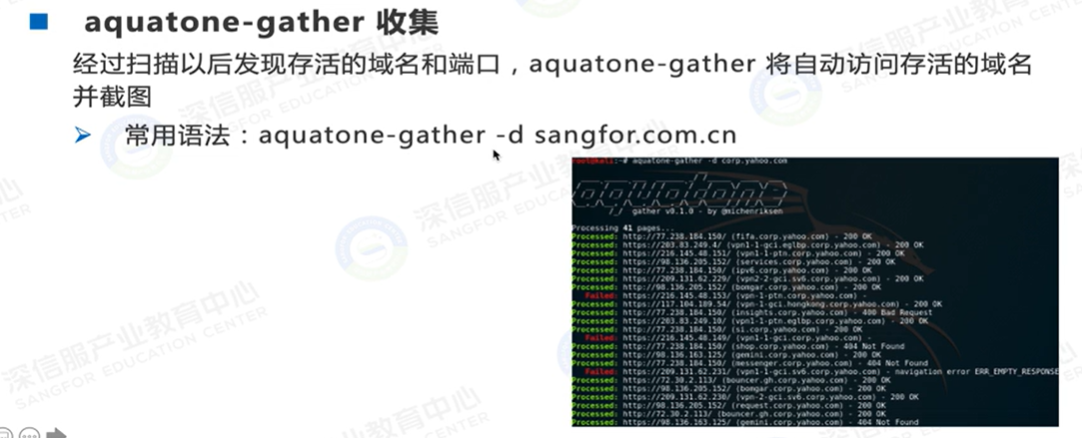 aquatone-gather 收集
经过扫描以后发现存活的域名和端口，aquatone-gather 将自动访问存活的域名
并截图
常用语法：aquatone-gather -d sangfor.com.cn
root@kali:~# aquatone-gather -d corp.yahoo.com
aquatone
gather v0.1.0 - by @michenriksen
Processing 41 pages...
Processed: http://77.238.184.150/ (fifa.corp.yahoo.com) - 200 OK
Processed: https://203.83.249.4/ (vpn1-1-gci.eglbp.corp.yahoo.com) - 200 OK
Processed: https://216.145.48.151/ (vpn1-1-ptn.corp.yahoo.com) - 200 OK
Processed: http://98.136.205.152/ (services.corp.yahoo.com) - 200 OK
Processed: http://77.238.184.150/ (ipv6.corp.yahoo.com) - 200 OK
Processed: https://209.131.62.229/ (vpn2-2-gci.sv6.corp.yahoo.com) - 200 OK
Processed: http://98.136.205.152/ (bomgar.corp.yahoo.com) - 200 OK
Failed: https://216.145.48.153/ (vpn-1-ptn.corp.yahoo.com) -
Processed: https://117.104.189.54/ (vpn-1-gci.hongkong.corp.yahoo.com) - 200 OK
Processed: http://77.238.184.150/ (insights.corp.yahoo.com) - 400 Bad Request
Processed: https://203.83.249.10/ (vpn1-1-ptn.eglbp.corp.yahoo.com) - 200 OK
Processed: http://77.238.184.150/ (si.corp.yahoo.com) - 200 OK
Failed: https://216.145.48.149/ (vpn1-1-gci.corp.yahoo.com) -
Processed: http://77.238.184.150/ (shop.corp.yahoo.com) - 404 Not Found
Processed: http://98.136.163.125/ (gemini.corp.yahoo.com) - 200 OK
Processed: http://77.238.184.150/ (messenger.corp.yahoo.com) - 404 Not Found
Failed: https://209.131.62.231/ (vpn1-1-gci.sv6.corp.yahoo.com) - navigation error ERR_EMPTY_RESPONSE
Processed: https://72.30.2.113/ (bouncer.gh.corp.yahoo.com) - 200 OK
Processed: https://98.136.205.152/ (bomgar.corp.yahoo.com) - 200 OK
Processed: https://209.131.62.230/ (vpn-2-gci.sv6.corp.yahoo.com) - 200 OK
Processed: http://98.136.205.152/ (request.corp.yahoo.com) - 200 OK
Processed: http://72.30.2.113/ (bouncer.gh.corp.yahoo.com) - 200 OK
Processed: https://98.136.163.125/ (gemini.corp.yahoo.com) - 404 Not Found
深信服产业教育中心
SANGFOR EDUCATION CENTER